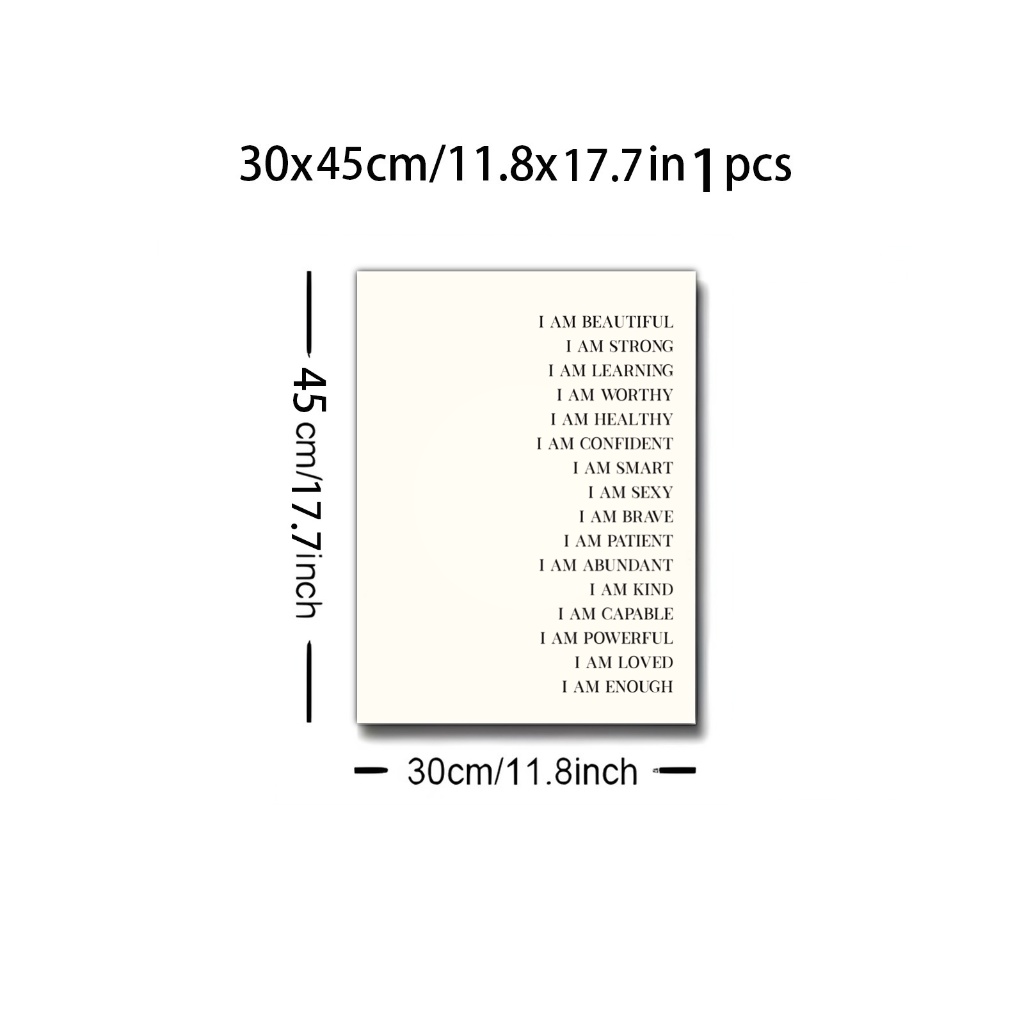 30x45cm/11.8x17.7in 1 pcs
45cm/17.7inch
I AM BEAUTIFUL
I AM STRONG
I AM LEARNING
I AM WORTHY
I AM HEALTHY
I AM CONFIDENT
I AM SMART
I AM SEXY
I AM BRAVE
I AM PATIENT
I AM ABUNDANT
I AM KIND
I AM CAPABLE
I AM POWERFUL
I AM LOVED
I AM ENOUGH
30cm/11.8inch